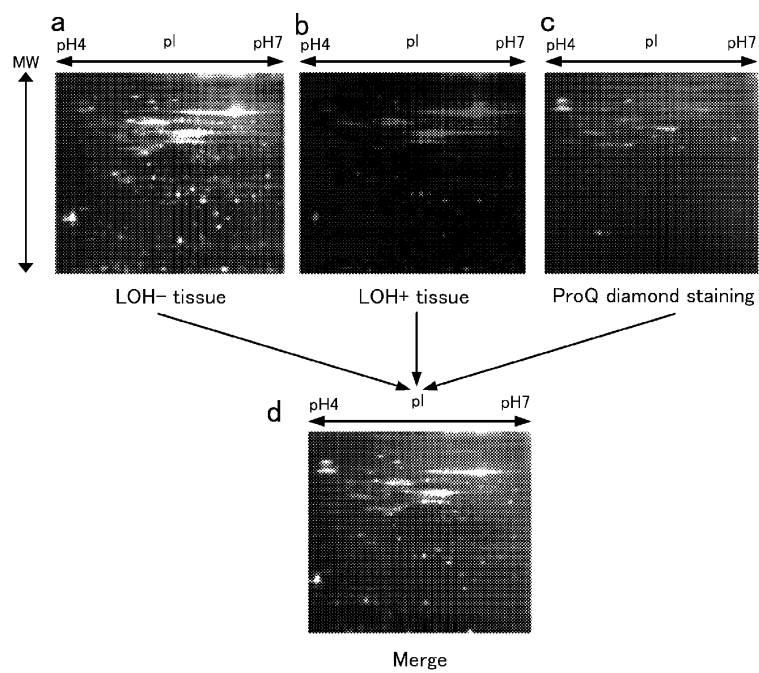 a b c
pH4 pI pH7 pH4 pI pH7 pH4 pI pH7
MW
LOH- tissue LOH+ tissue ProQ diamond staining
d pH4 pI pH7
Merge